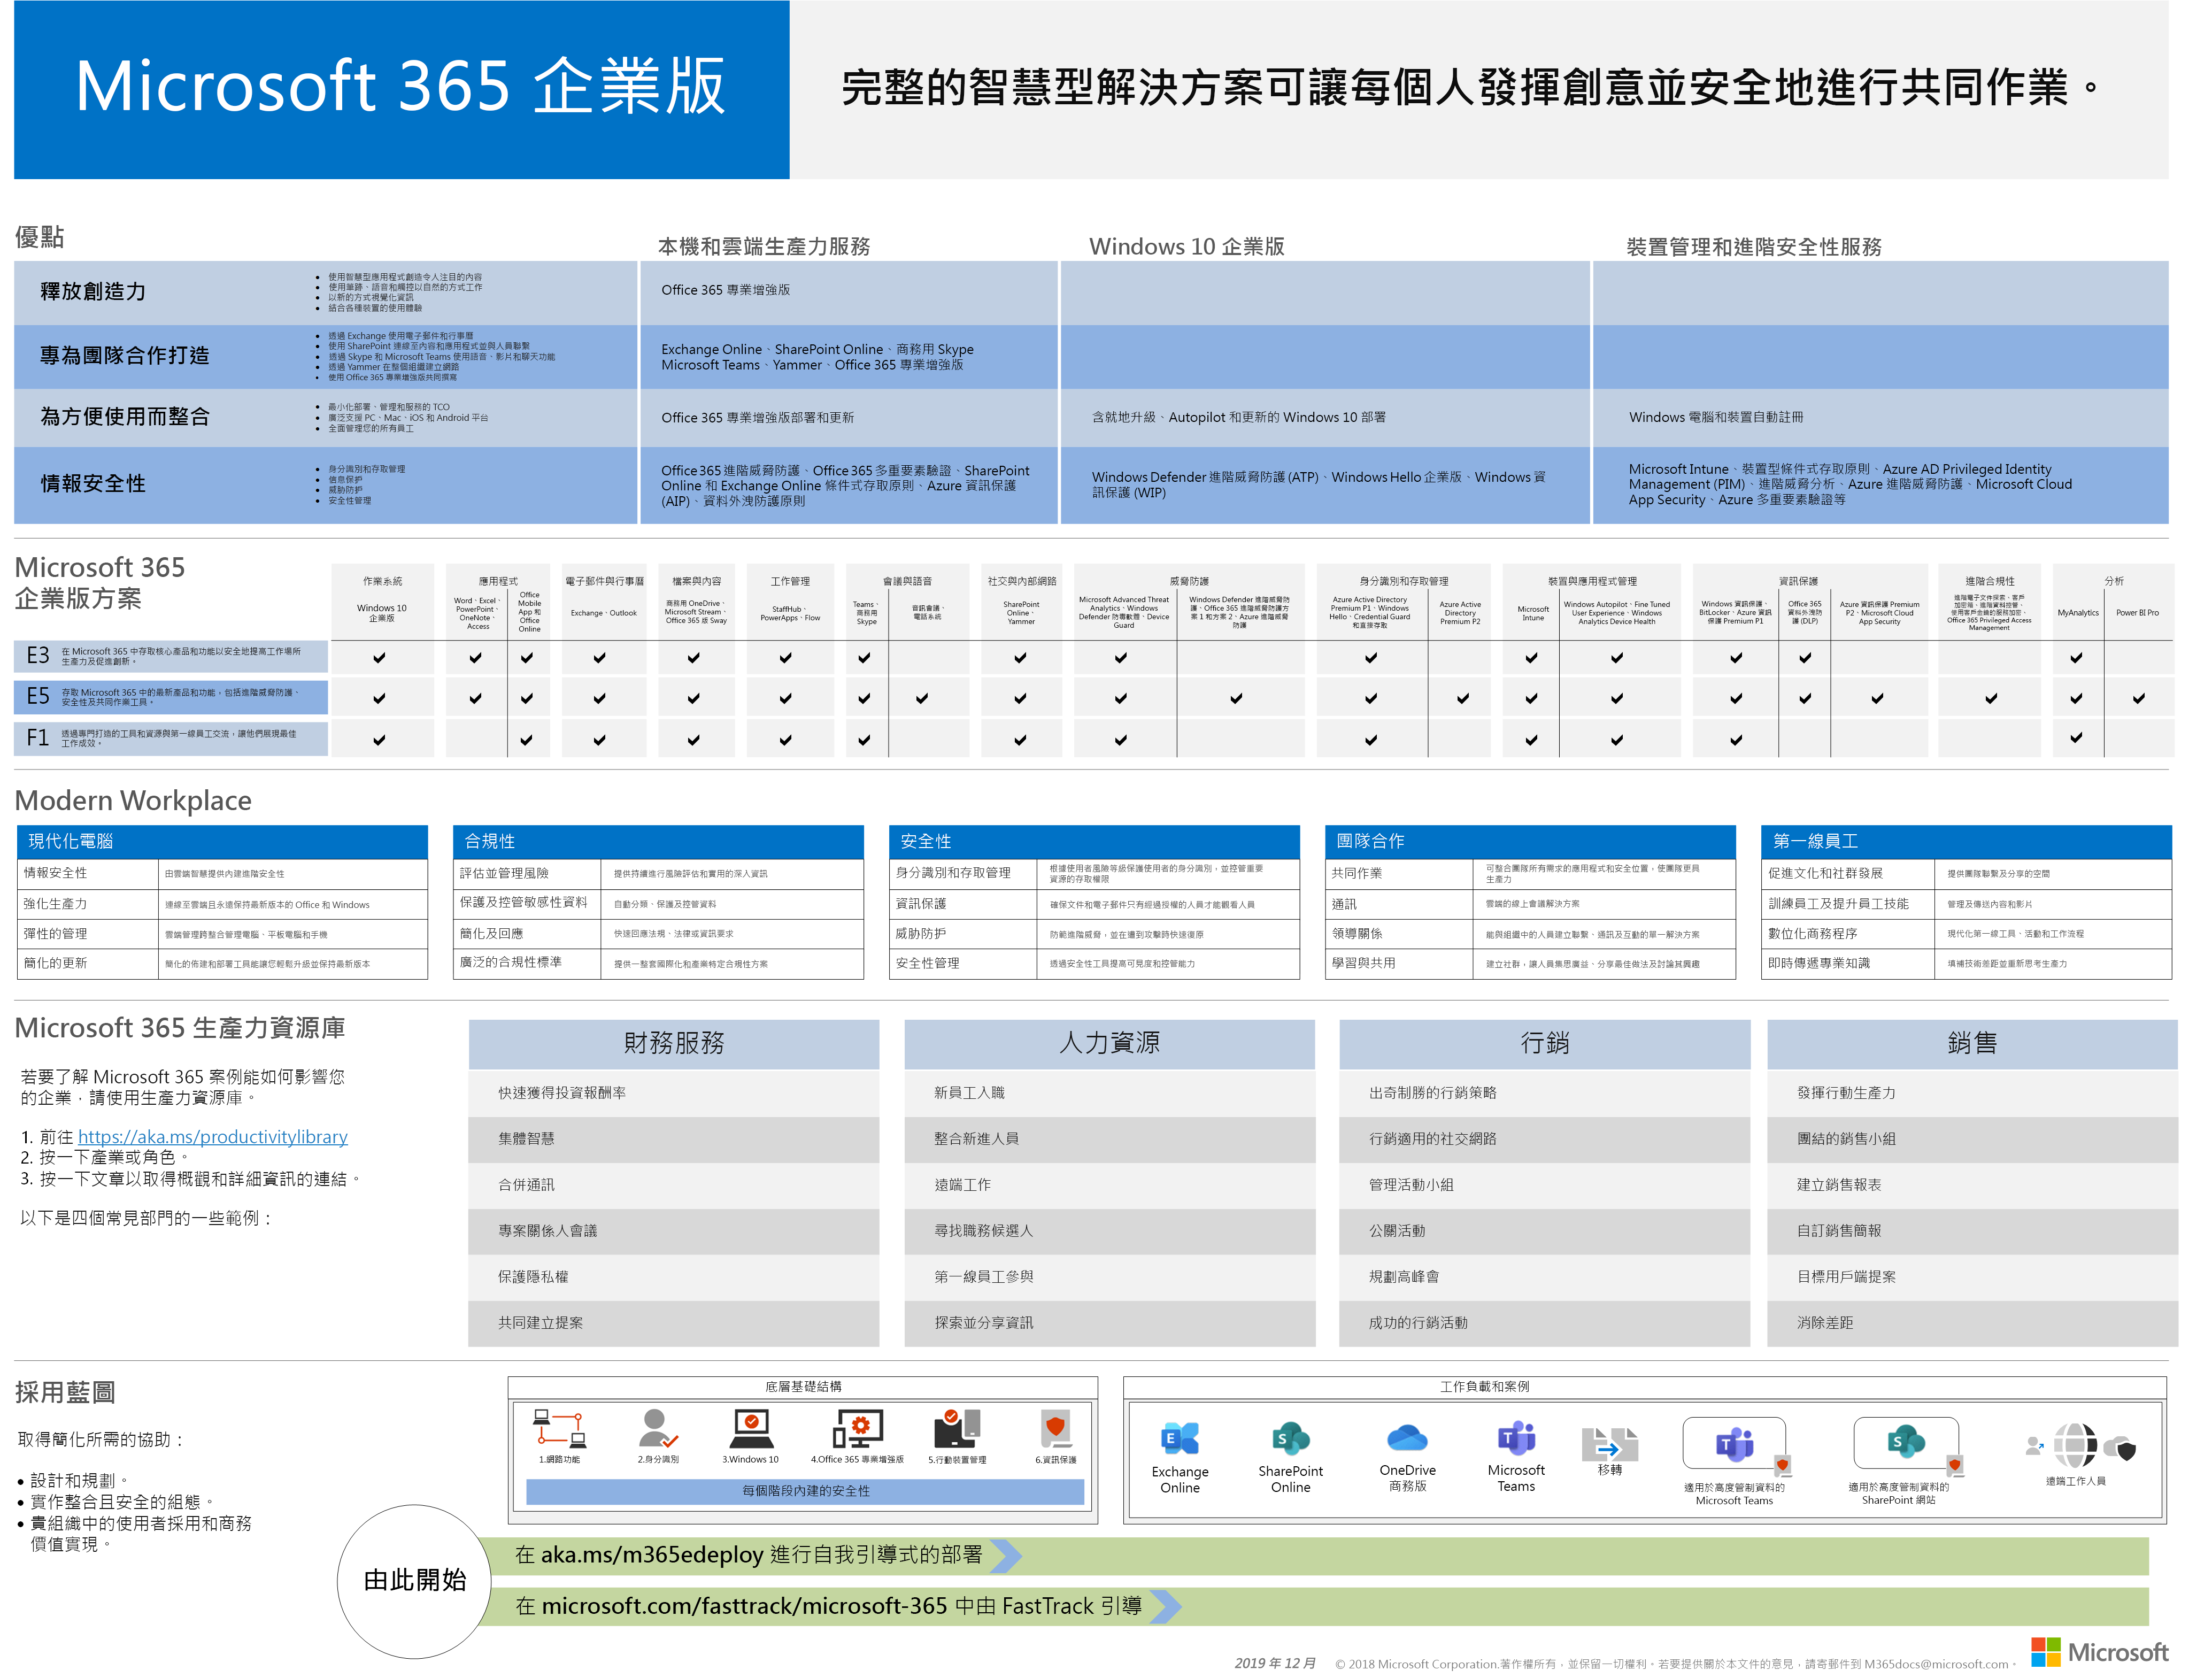 Microsoft 365 企業版
完整的智慧型解決方案可讓每個人發揮創意並安全地進行共同作業。
優點
本機和雲端生產力服務
Windows 10 企業版
裝置管理和進階安全性服務
釋放創造力
• 使用智慧型應用程式創造令人注目的內容
• 使用筆跡、語音和觸控以自然的方式工作
• 以新的方式視覺化資訊
• 結合各種裝置的使用體驗
Office 365 專業增強版
專為團隊合作打造
• 透過 Exchange 使用電子郵件和行事曆
• 使用 SharePoint 連線至內容和應用程式並與人員聯繫
• 透過 Skype 和 Microsoft Teams 使用語音、影片和聊天功能
• 透過 Yammer 在整個組織建立網路
• 使用 Office 365 專業增強版共同撰寫
Exchange Online、SharePoint Online、商務用 Skype
Microsoft Teams、Yammer、Office 365 專業增強版
為方便使用而整合
• 最小化部署、管理和服務的 TCO
• 廣泛支援 PC、Mac、iOS 和 Android 平台
• 全面管理您的所有員工
Office 365 專業增強版部署和更新
含就地升級、Autopilot 和更新的 Windows 10 部署
Windows 電腦和裝置自動註冊
情報安全性
• 身分識別和存取管理
• 信息保护
• 威胁防护
• 安全性管理
Office 365 進階威脅防護、Office 365 多重要素驗證、SharePoint
Online 和 Exchange Online 條件式存取原則、Azure 資訊保護
(AIP)、資料外洩防護原則
Windows Defender 進階威脅防護 (ATP)、Windows Hello 企業版、Windows 資
訊保護 (WIP)
Microsoft Intune、裝置型條件式存取原則、Azure AD Privileged Identity
Management (PIM)、進階威脅分析、Azure 進階威脅防護、Microsoft Cloud
App Security、Azure 多重要素驗證等
Microsoft 365
企業版方案
作業系統
Windows 10
企業版
應用程式
Word、Excel、
PowerPoint、
OneNote、
Access
Office
Mobile
App 和
Office
Online
電子郵件與行事曆
Exchange、Outlook
檔案與內容
商務用 OneDrive、
Microsoft Stream、
Office 365 版 Sway
工作管理
StaffHub、
PowerApps、Flow
會議與語音
Teams、
商務用
Skype
音訊會議、
電話系統
社交與內部網路
SharePoint
Online、
Yammer
威脅防護
Microsoft Advanced Threat
Analytics、Windows
Defender 防毒軟體、Device
Guard
Windows Defender 進階威脅防
護、Office 365 進階威脅防護方
案 1 和方案 2、Azure 進階威脅
防護
身分識別和存取管理
Azure Active Directory
Premium P1、Windows
Hello、Credential Guard
和直接存取
Azure Active
Directory
Premium P2
裝置與應用程式管理
Microsoft
Intune
Windows Autopilot、Fine Tuned
User Experience、Windows
Analytics Device Health
資訊保護
Windows 資訊保護、
BitLocker、Azure 資訊
保護 Premium P1
Office 365
資料外洩防
護 (DLP)
Azure 資訊保護 Premium
P2、Microsoft Cloud
App Security
進階合規性
進階電子文件探索、客戶
加密箱、進階資料控管、
使用客戶金鑰的服務加密、
Office 365 Privileged Access
Management
分析
MyAnalytics
Power BI Pro
E3
在 Microsoft 365 中存取核心產品和功能以安全地提高工作場所
生產力及促進創新。
E5
存取 Microsoft 365 中的最新產品和功能，包括進階威脅防護、
安全性及共同作業工具。
F1
透過專門打造的工具和資源與第一線員工交流，讓他們展現最佳
工作成效。
Modern Workplace
現代化電腦
情報安全性
由雲端智慧提供內建進階安全性
強化生產力
連線至雲端且永遠保持最新版本的 Office 和 Windows
彈性的管理
雲端管理跨整合管理電腦、平板電腦和手機
簡化的更新
簡化的佈建和部署工具能讓您輕鬆升級並保持最新版本
合規性
評估並管理風險
提供持續進行風險評估和實用的深入資訊
保護及控管敏感性資料
自動分類、保護及控管資料
簡化及回應
快速回應法規、法律或資訊要求
廣泛的合規性標準
提供一整套國際化和產業特定合規性方案
安全性
身分識別和存取管理
根據使用者風險等級保護使用者的身分識別，並控管重要
資源的存取權限
資訊保護
確保文件和電子郵件只有經過授權的人員才能觀看人員
威胁防护
防範進階威脅，並在遭到攻擊時快速復原
安全性管理
透過安全性工具提高可見度和控管能力
團隊合作
共同作業
可整合團隊所有需求的應用程式和安全位置，使團隊更具
生產力
通訊
雲端的線上會議解決方案
領導關係
能與組織中的人員建立聯繫、通訊及互動的單一解決方案
學習與共用
建立社群，讓人員集思廣益、分享最佳做法及討論其興趣
第一線員工
促進文化和社群發展
提供團隊聯繫及分享的空間
訓練員工及提升員工技能
管理及傳送內容和影片
數位化商務程序
現代化第一線工具、活動和工作流程
即時傳遞專業知識
填補技術差距並重新思考生產力
Microsoft 365 生產力資源庫
若要了解 Microsoft 365 案例能如何影響您
的企業，請使用生產力資源庫。
1. 前往 https://aka.ms/productivitylibrary
2. 按一下產業或角色。
3. 按一下文章以取得概觀和詳細資訊的連結。
以下是四個常見部門的一些範例：
財務服務
快速獲得投資報酬率
集體智慧
合併通訊
專案關係人會議
保護隱私權
共同建立提案
人力資源
新員工入職
整合新進人員
遠端工作
尋找職務候選人
第一線員工參與
探索並分享資訊
行銷
出奇制勝的行銷策略
行銷適用的社交網路
管理活動小組
公關活動
規劃高峰會
成功的行銷活動
銷售
發揮行動生產力
團結的銷售小組
建立銷售報表
自訂銷售簡報
目標用戶端提案
消除差距
採用藍圖
取得簡化所需的協助：
• 設計和規劃。
• 實作整合且安全的組態。
• 貴組織中的使用者採用和商務
價值實現。
底層基礎結構
1.網路功能
2.身分識別
3.Windows 10
4.Office 365 專業增強版
5.行動裝置管理
6.資訊保護
每個階段內建的安全性
工作負載和案例
Exchange
Online
SharePoint
Online
OneDrive
商務版
Microsoft
Teams
移轉
適用於高度管制資料的
Microsoft Teams
適用於高度管制資料的
SharePoint 網站
遠端工作人員
由此開始
在 aka.ms/m365edeploy 進行自我引導式的部署
在 microsoft.com/fasttrack/microsoft-365 中由 FastTrack 引導
2019 年 12 月
© 2018 Microsoft Corporation.著作權所有，並保留一切權利。若要提供關於本文件的意見，請寄郵件到 M365docs@microsoft.com。
Microsoft